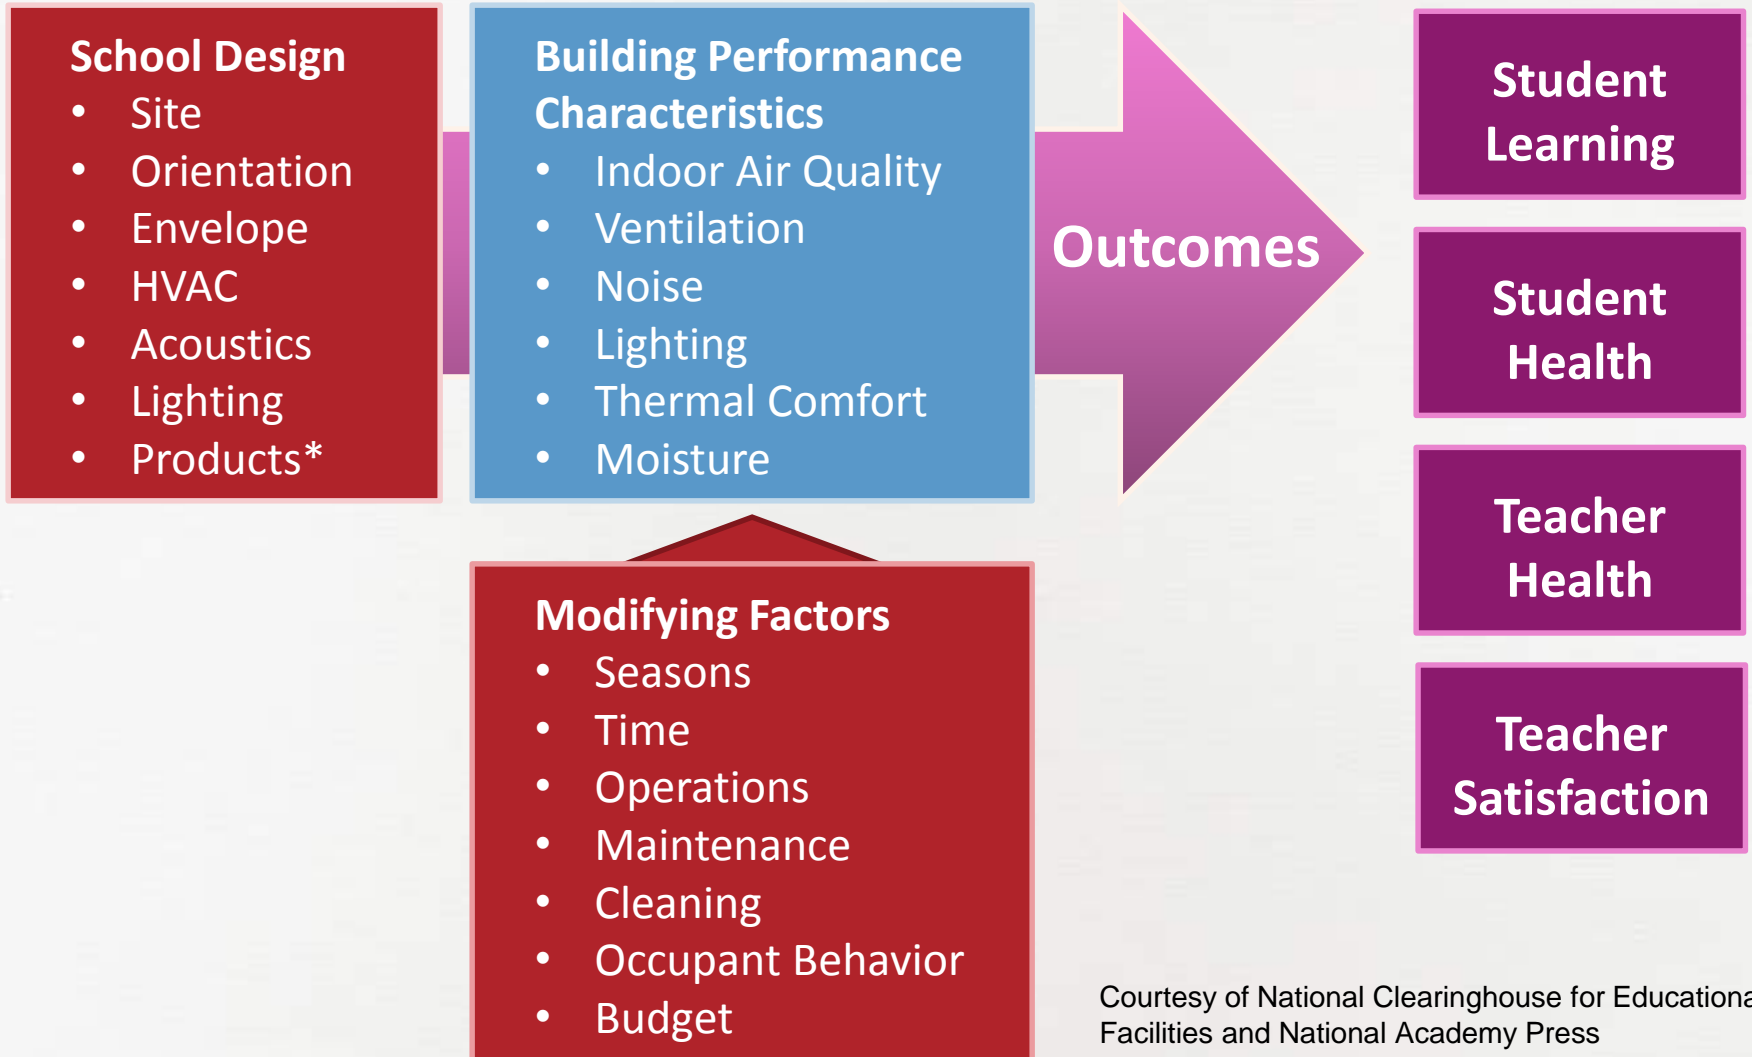 School Design
• Site
• Orientation
• Envelope
• HVAC
• Acoustics
• Lighting
• Products*
Building Performance
Characteristics
• Indoor Air Quality
• Ventilation
• Noise
• Lighting
• Thermal Comfort
• Moisture
Modifying Factors
• Seasons
• Time
• Operations
• Maintenance
• Cleaning
• Occupant Behavior
• Budget
Outcomes
Student
Learning
Student
Health
Teacher
Health
Teacher
Satisfaction
Courtesy of National Clearinghouse for Educationa
Facilities and National Academy Press